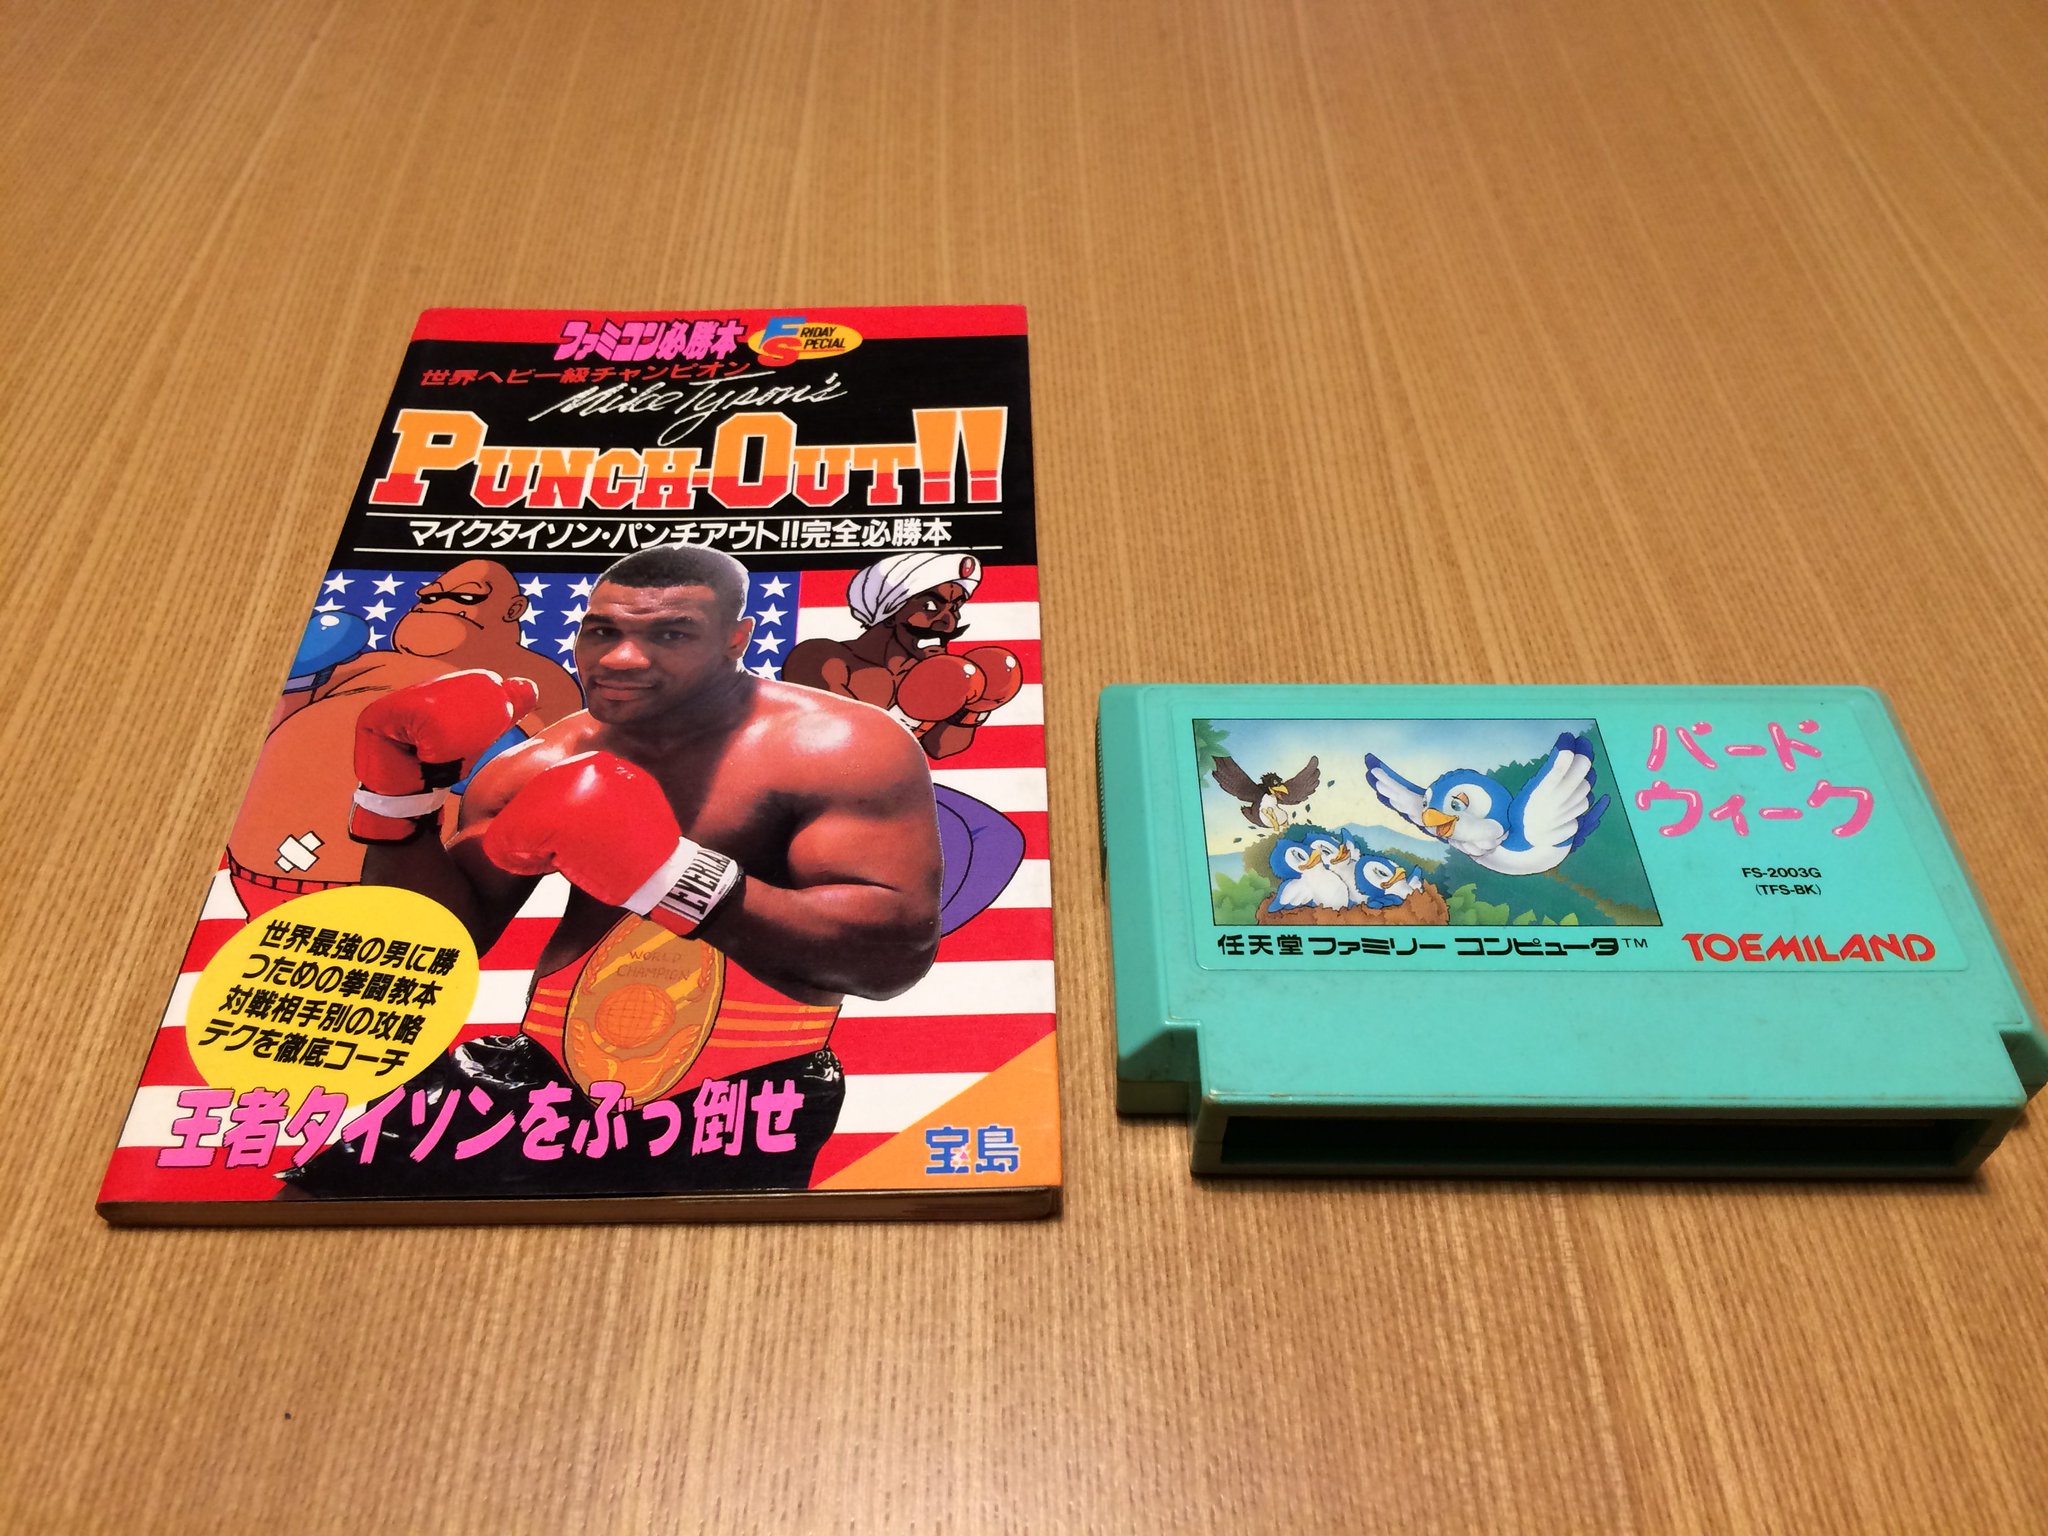 ファミコン必勝本
FRIDAY
SPECIAL
世界ヘビー級チャンピオン
Mike Tyson's
PUNCH-OUT!!
マイクタイソン・パンチアウト!!完全必勝本
EVERLAS
WORLD
CHAMPION
世界最強の男に勝
つための拳闘教本
対戦相手別の攻略
テクを徹底コーチ
王者タイソンをぶっ倒せ
宝島
バード
ウィーク
FS-2003G
(TFS-BK)
任天堂 ファミリー コンピュータ™
TOEMILAND